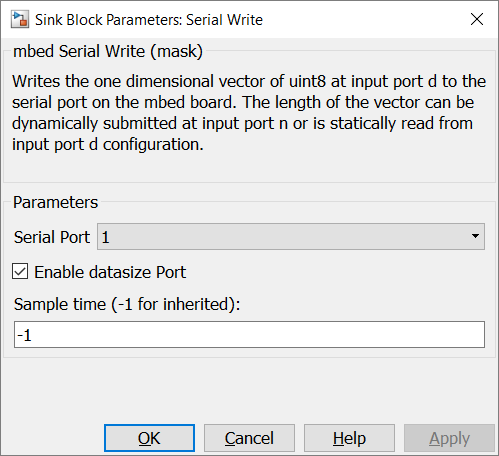 Sink Block Parameters: Serial Write
mbed Serial Write (mask)
Writes the one dimensional vector of uint8 at input port d to the
serial port on the mbed board. The length of the vector can be
dynamically submitted at input port n or is statically read from
input port d configuration.
Parameters
Serial Port 1
Enable datasize Port
Sample time (-1 for inherited):
-1
OK Cancel Help Apply